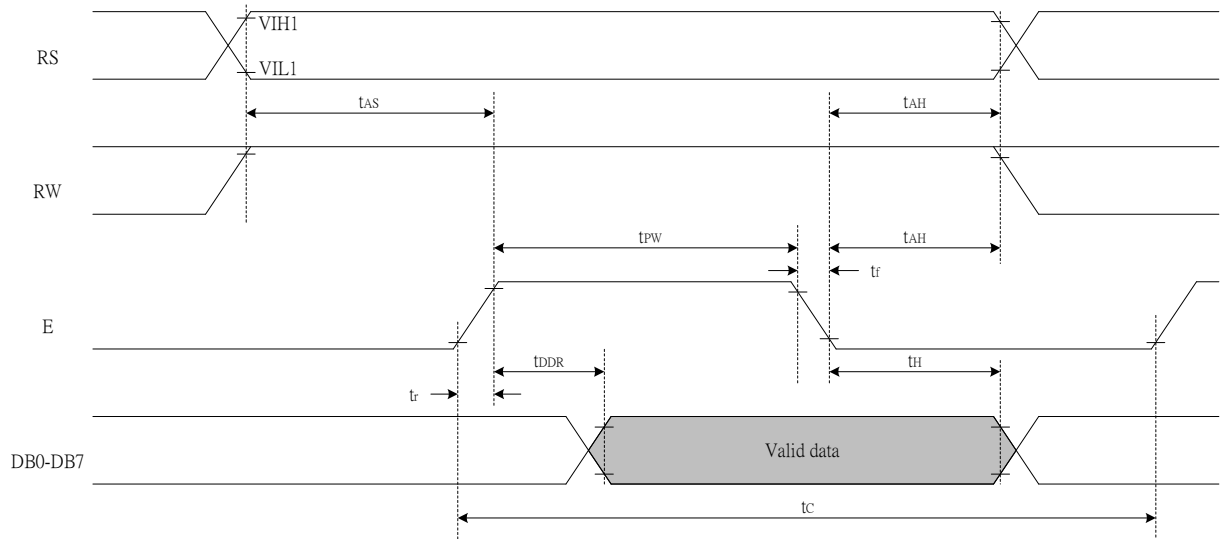 VIH1
RS
VIL1
tAS
tAH
RW
tPW
tAH
tf
E
tDDR
tH
tr
Valid data
DB0-DB7
tC